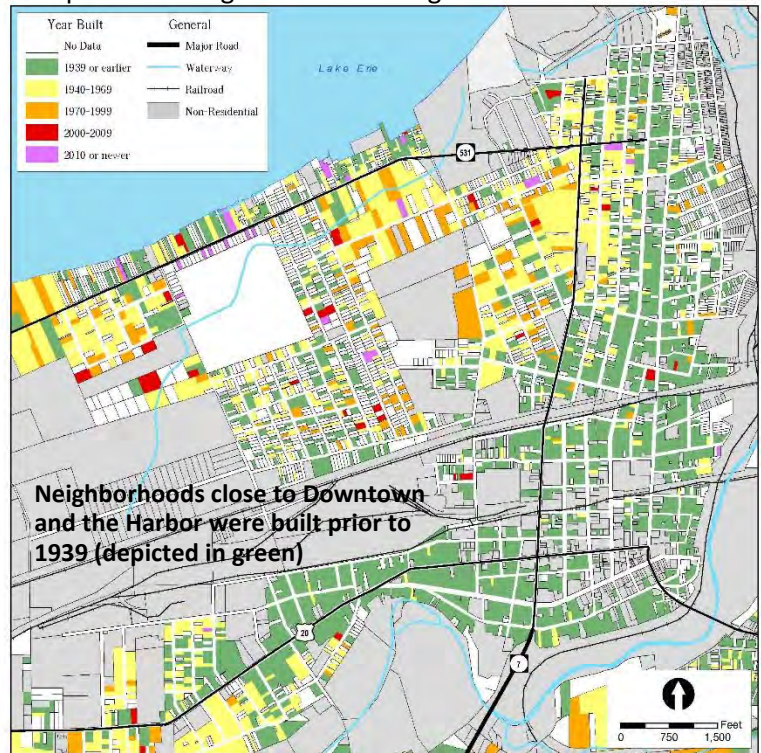 Year Built
No Data
1939 or earlier
1940-1969
1970-1999
2000-2009
2010 or newer
General
Major Road
Waterway
Railroad
Non-Residential
Lake Erie
531
Neighborhoods close to Downtown
and the Harbor were built prior to
1939 (depicted in green)
20
7
Feet
0 750 1,500